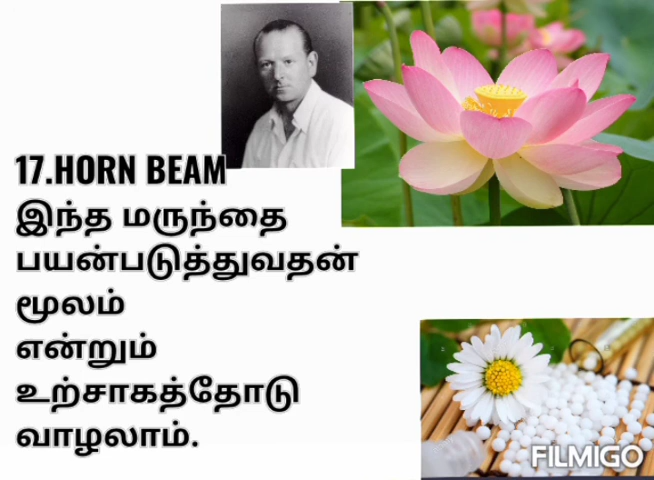 17.HORN BEAM
இந்த மருந்தை
பயன்படுத்துவதன்
மூலம்
என்றும்
உற்சாகத்தோடு
வாழலாம்.
FILMIGO